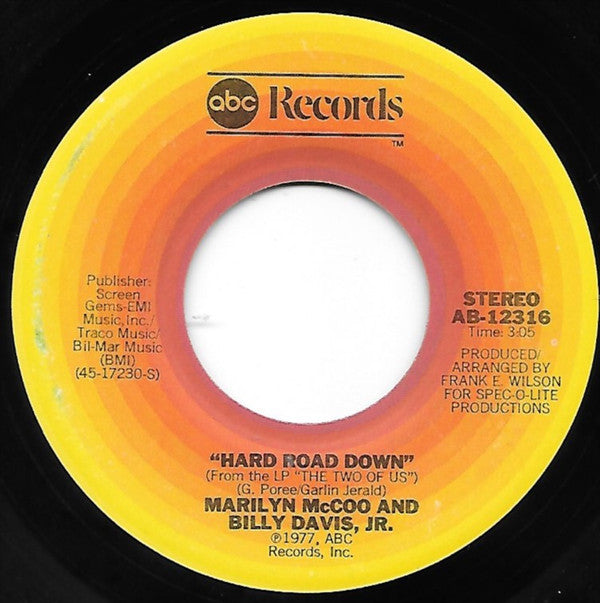 abc Records
TM
Publisher:
Screen
Gems-EMI
Music, Inc./
Traco Music/
Bil-Mar Music
(BMI)
(45-17230-S)
STEREO
AB-12316
Time: 3:05
PRODUCED/
ARRANGED BY
FRANK E. WILSON
FOR SPEC-O-LITE
PRODUCTIONS
"HARD ROAD DOWN"
(From the LP "THE TWO OF US")
(G. Poree/Garlin Jerald)
MARILYN McCOO AND
BILLY DAVIS, JR.
℗1977, ABC
Records, Inc.